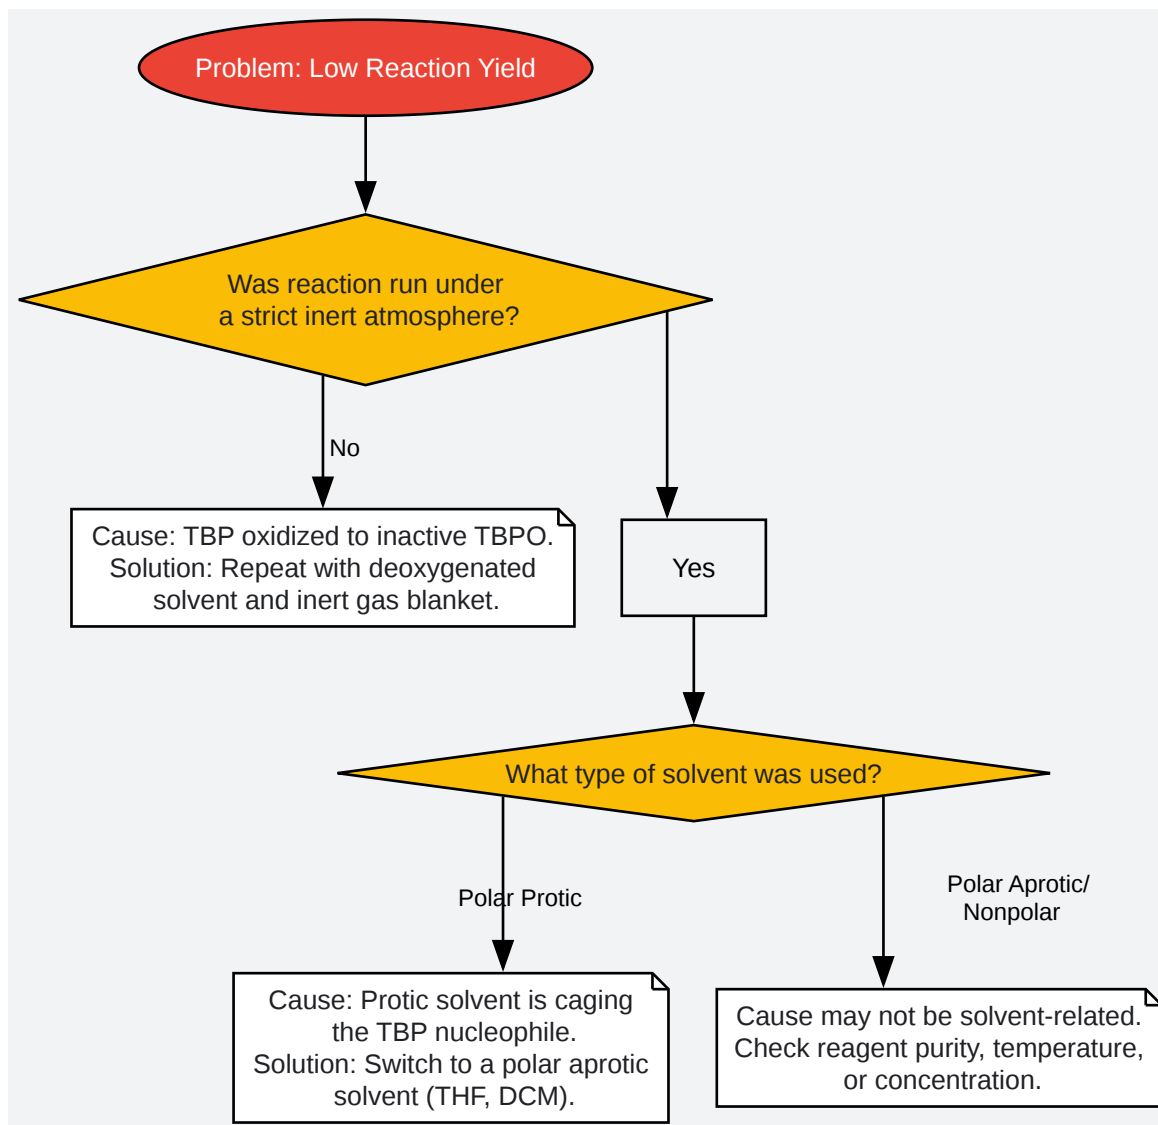 Problem: Low Reaction Yield
Was reaction run under
a strict inert atmosphere?
No
Cause: TBP oxidized to inactive TBPO.
Solution: Repeat with deoxygenated
solvent and inert gas blanket.
Yes
What type of solvent was used?
Polar Protic
Polar Aprotic/
Nonpolar
Cause: Protic solvent is caging
the TBP nucleophile.
Solution: Switch to a polar aprotic
solvent (THF, DCM).
Cause may not be solvent-related.
Check reagent purity, temperature,
or concentration.